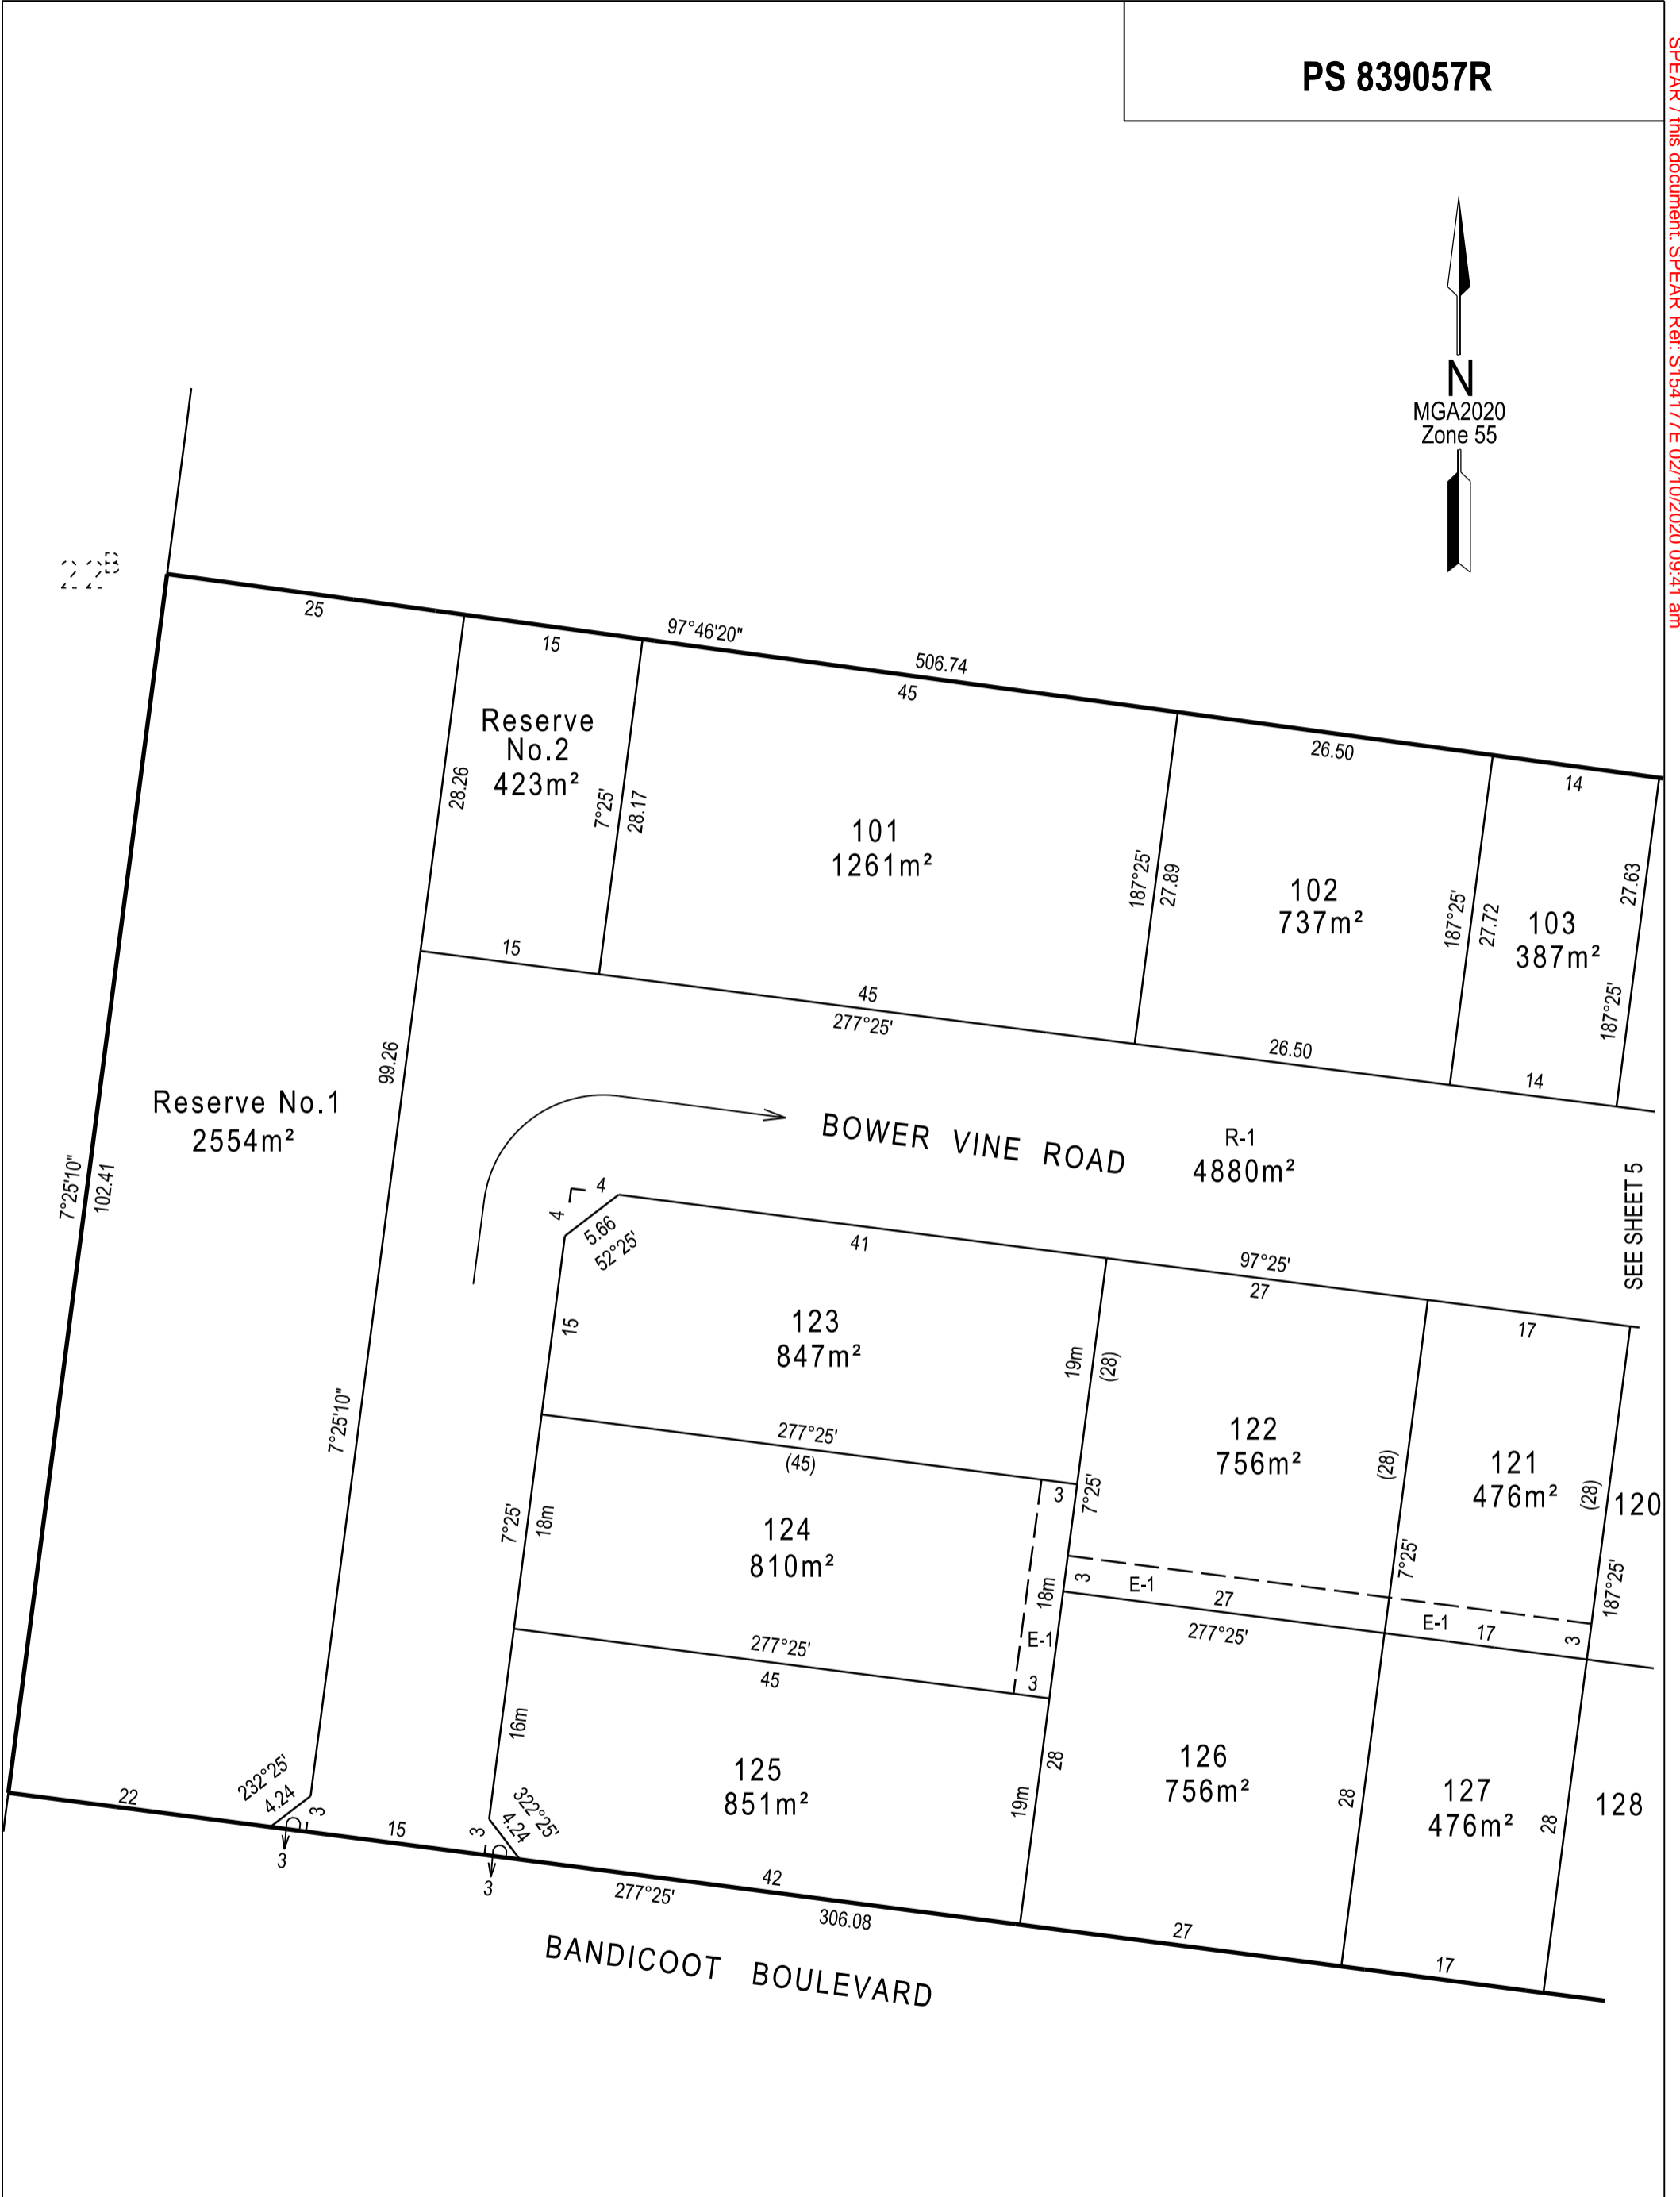 PS 839057R
SPEAR / this document. SPEAR Ref: S154177E 02/10/2020 09:41 am
N
MGA2020
Zone 55
22B
25
15
97°46'20"
506.74
45
26.50
14
Reserve
No.2
423m²
28.26
7°25'
28.17
101
1261m²
187°25'
27.89
102
737m²
187°25'
27.72
103
387m²
27.63
187°25'
15
45
277°25'
26.50
14
99.26
Reserve No.1
2554m²
7°25'10"
102.41
BOWER VINE ROAD
R-1
4880m²
SEE SHEET 5
4
4
5.66
52°25'
41
97°25'
27
17
15
123
847m²
19m
(28)
122
756m²
(28)
121
476m²
(28)
120
7°25'10"
277°25'
(45)
3
7°25'
7°25'
18m
124
810m²
18m
E-1
3
3
E-1
27
277°25'
7°25'
E-1
17
3
187°25'
277°25'
45
16m
125
851m²
19m
28
126
756m²
28
127
476m²
28
128
232°25'
4.24
3
3
22
15
3
3
322°25'
4.24
42
277°25'
306.08
27
17
BANDICOOT BOULEVARD